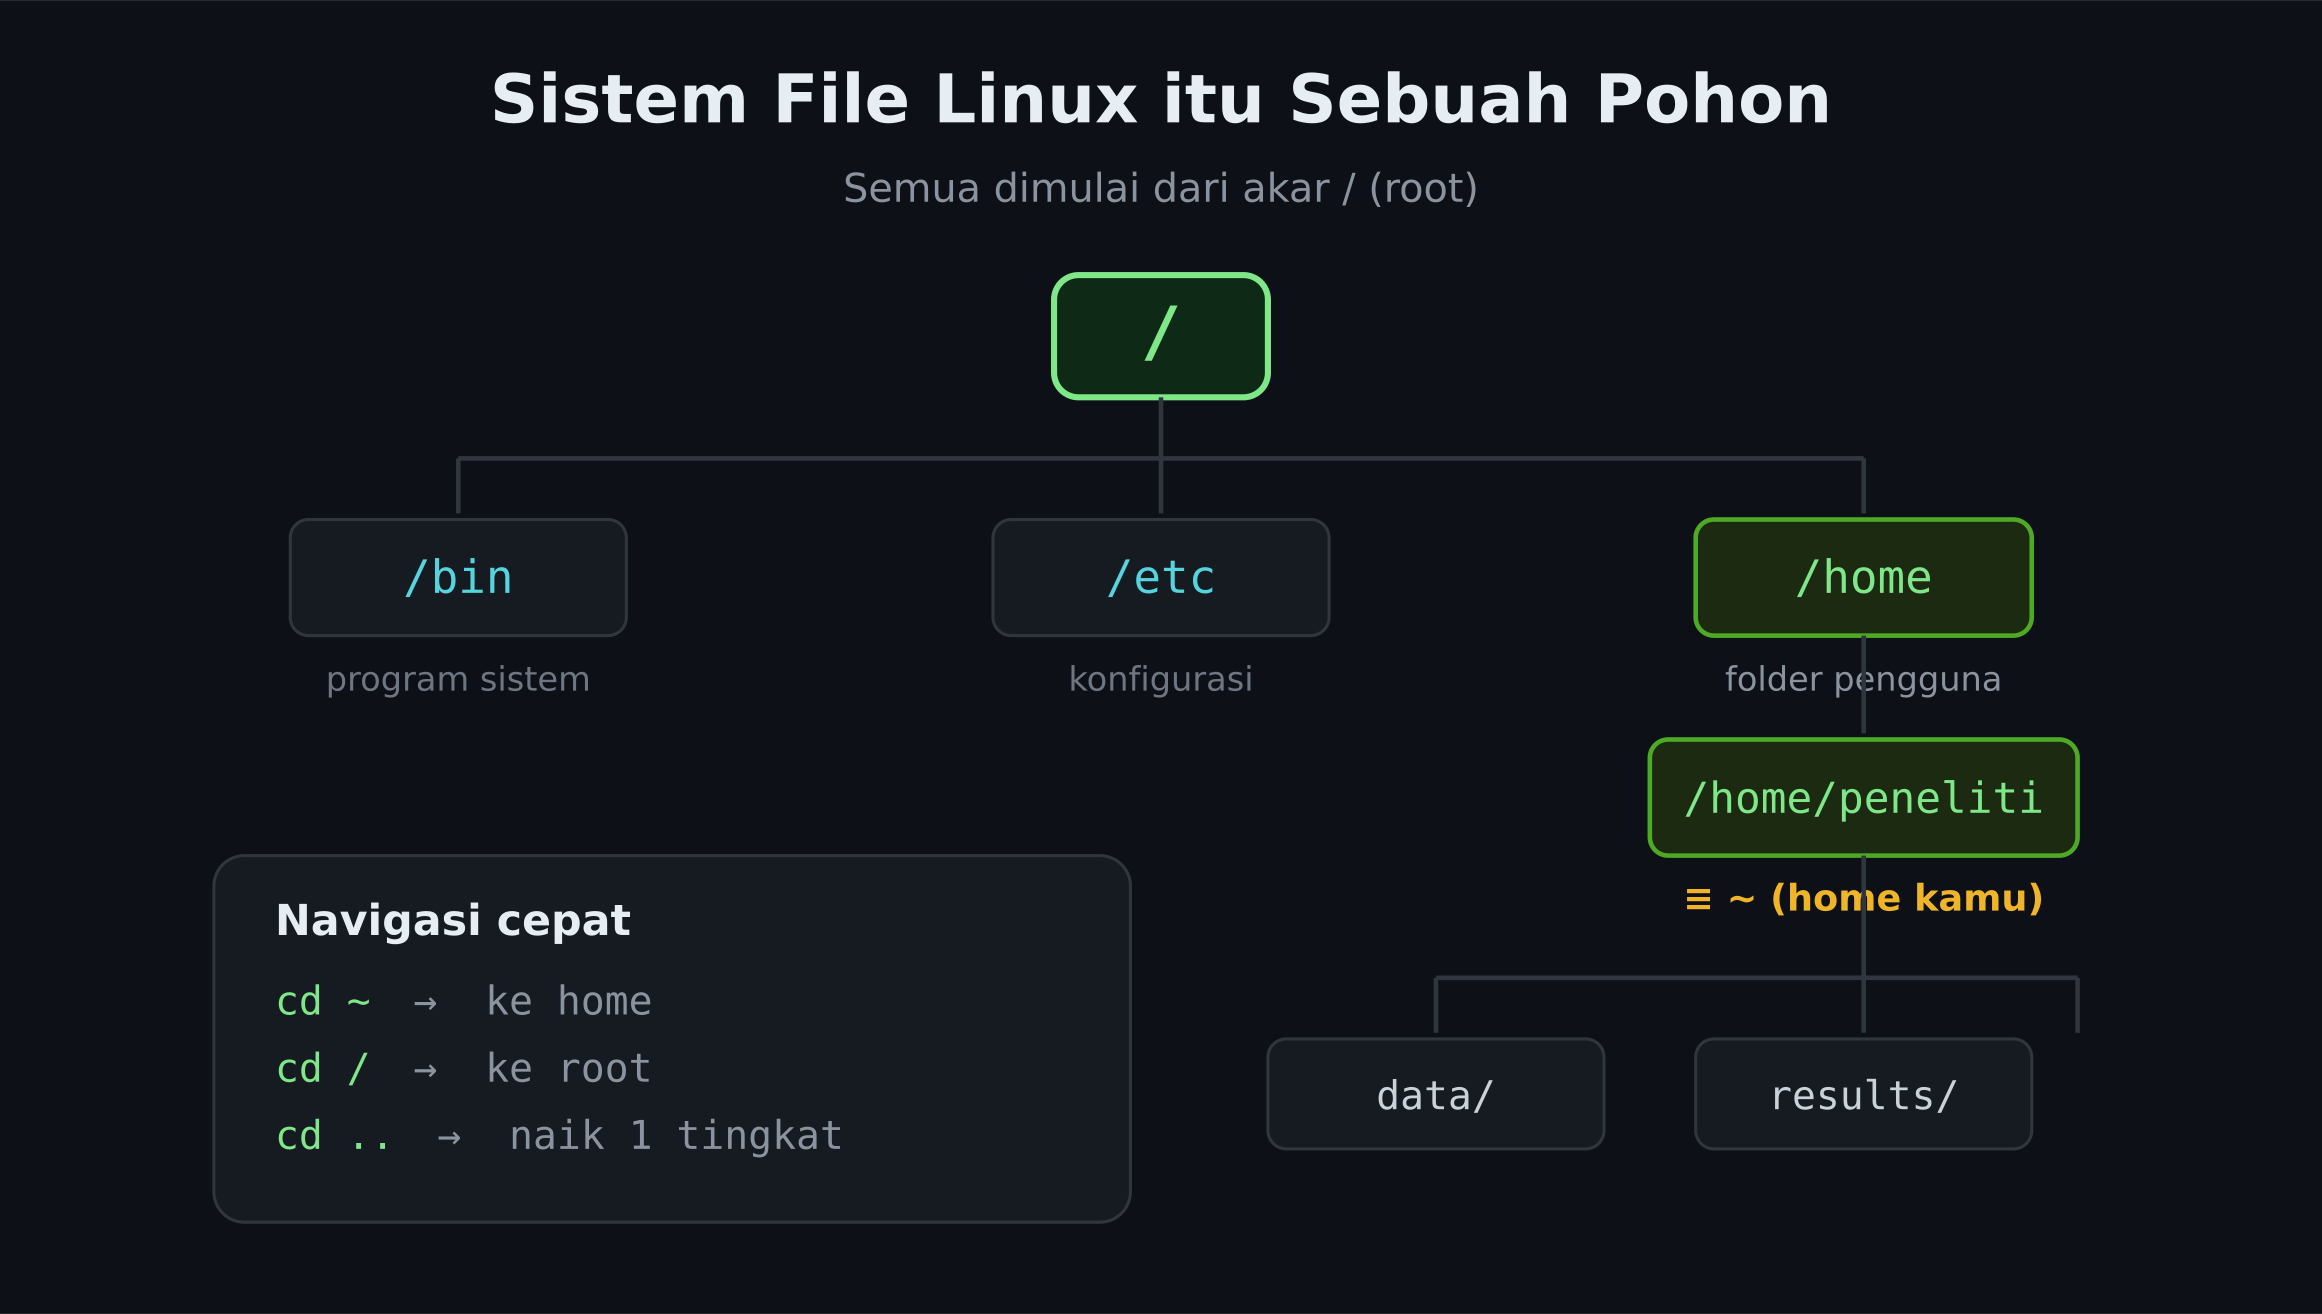 Sistem File Linux itu Sebuah Pohon
Semua dimulai dari akar / (root)
/
/bin
/etc
/home
program sistem
konfigurasi
folder pengguna
/home/peneliti
≡ ~ (home kamu)
Navigasi cepat
cd ~ → ke home
cd / → ke root
cd .. → naik 1 tingkat
data/
results/